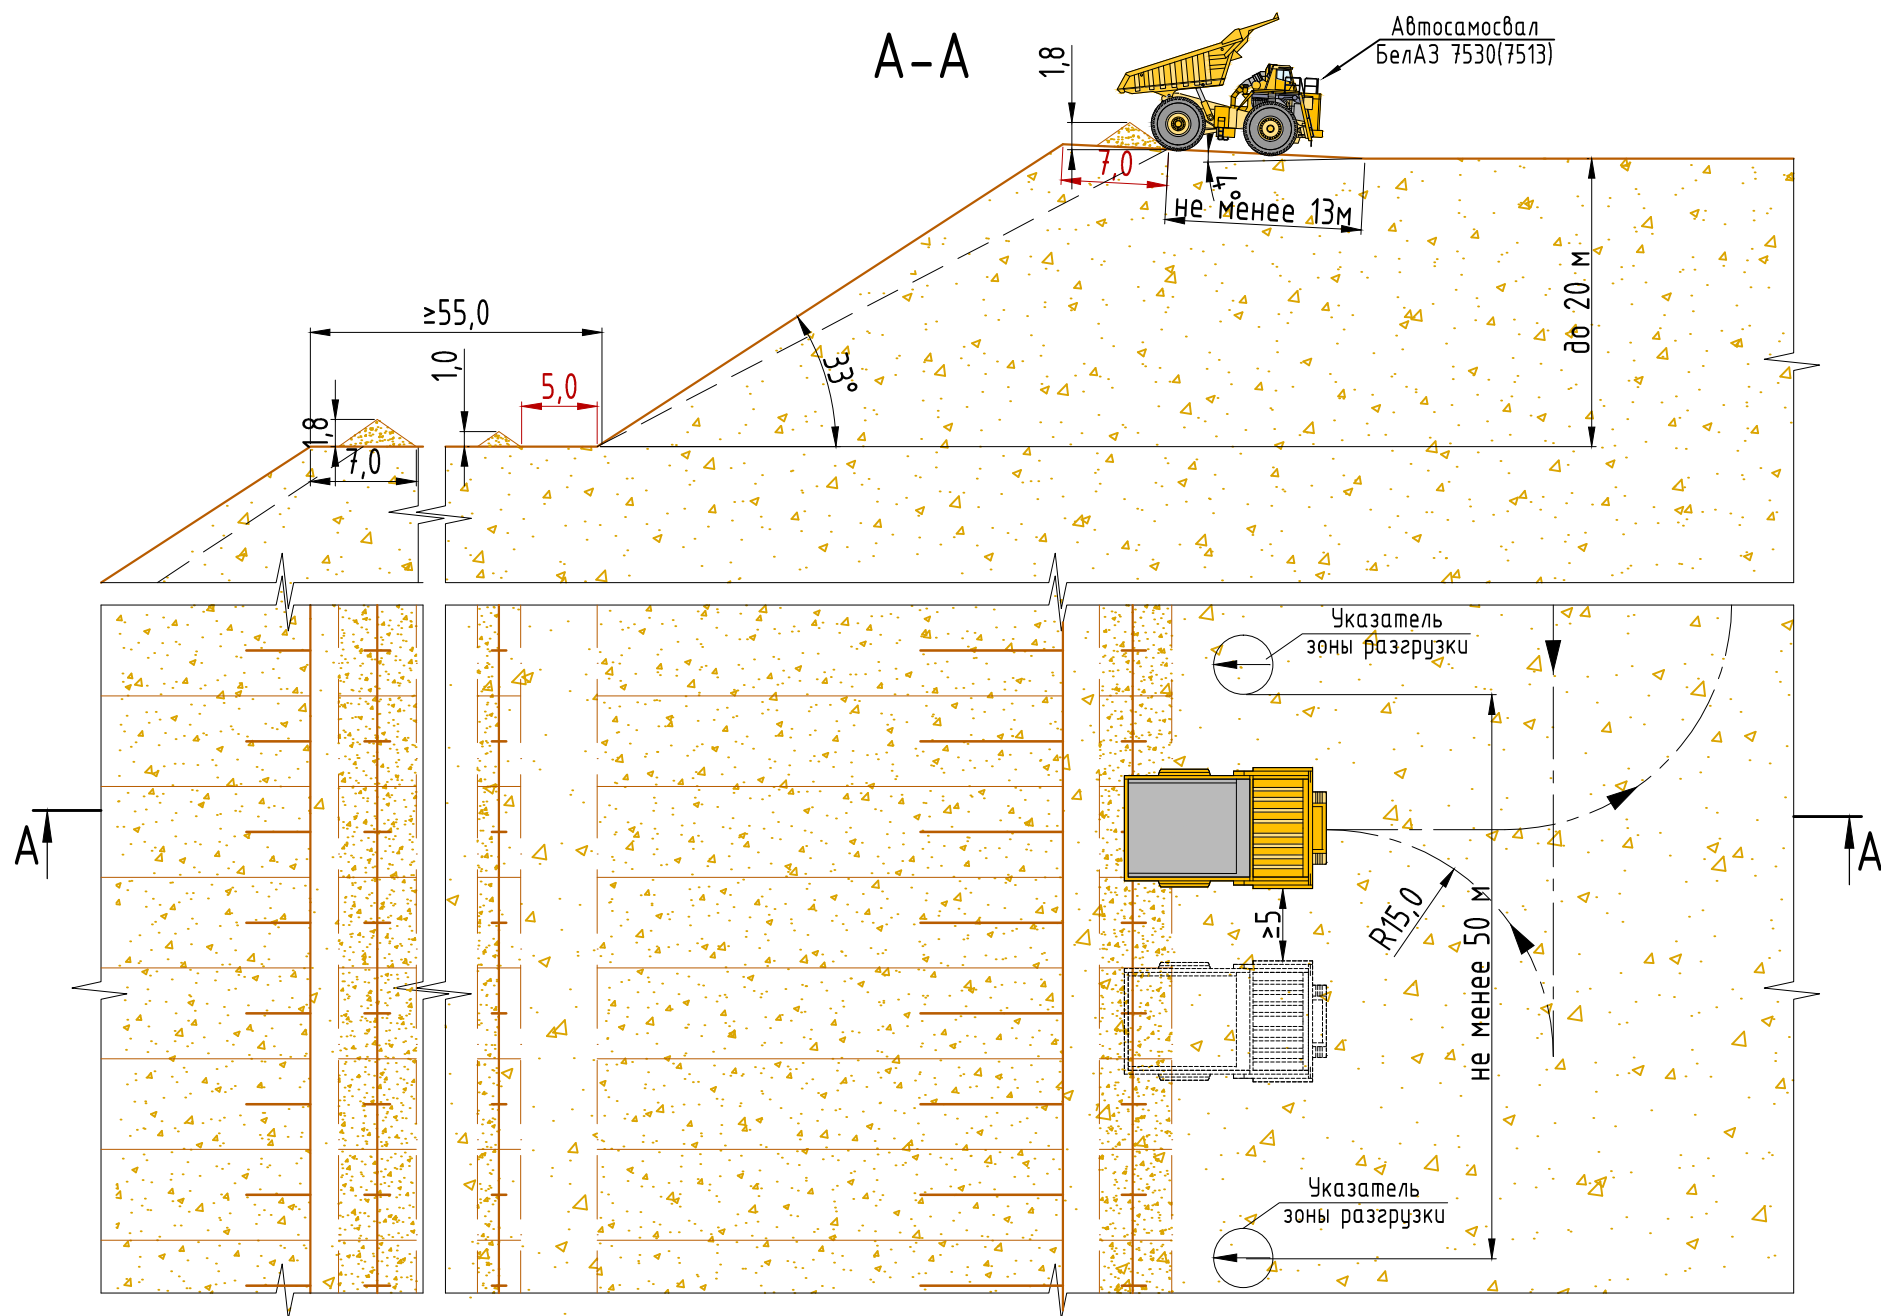 А-А
Автосамосвал
БелАЗ 7530(7513)
1,8
7,0
4°
не менее 13м
до 20 м
≥55,0
1,0
5,0
33°
1,8
7,0
Указатель
зоны разгрузки
А
А
≥5
R15,0
не менее 50 м
Указатель
зоны разгрузки